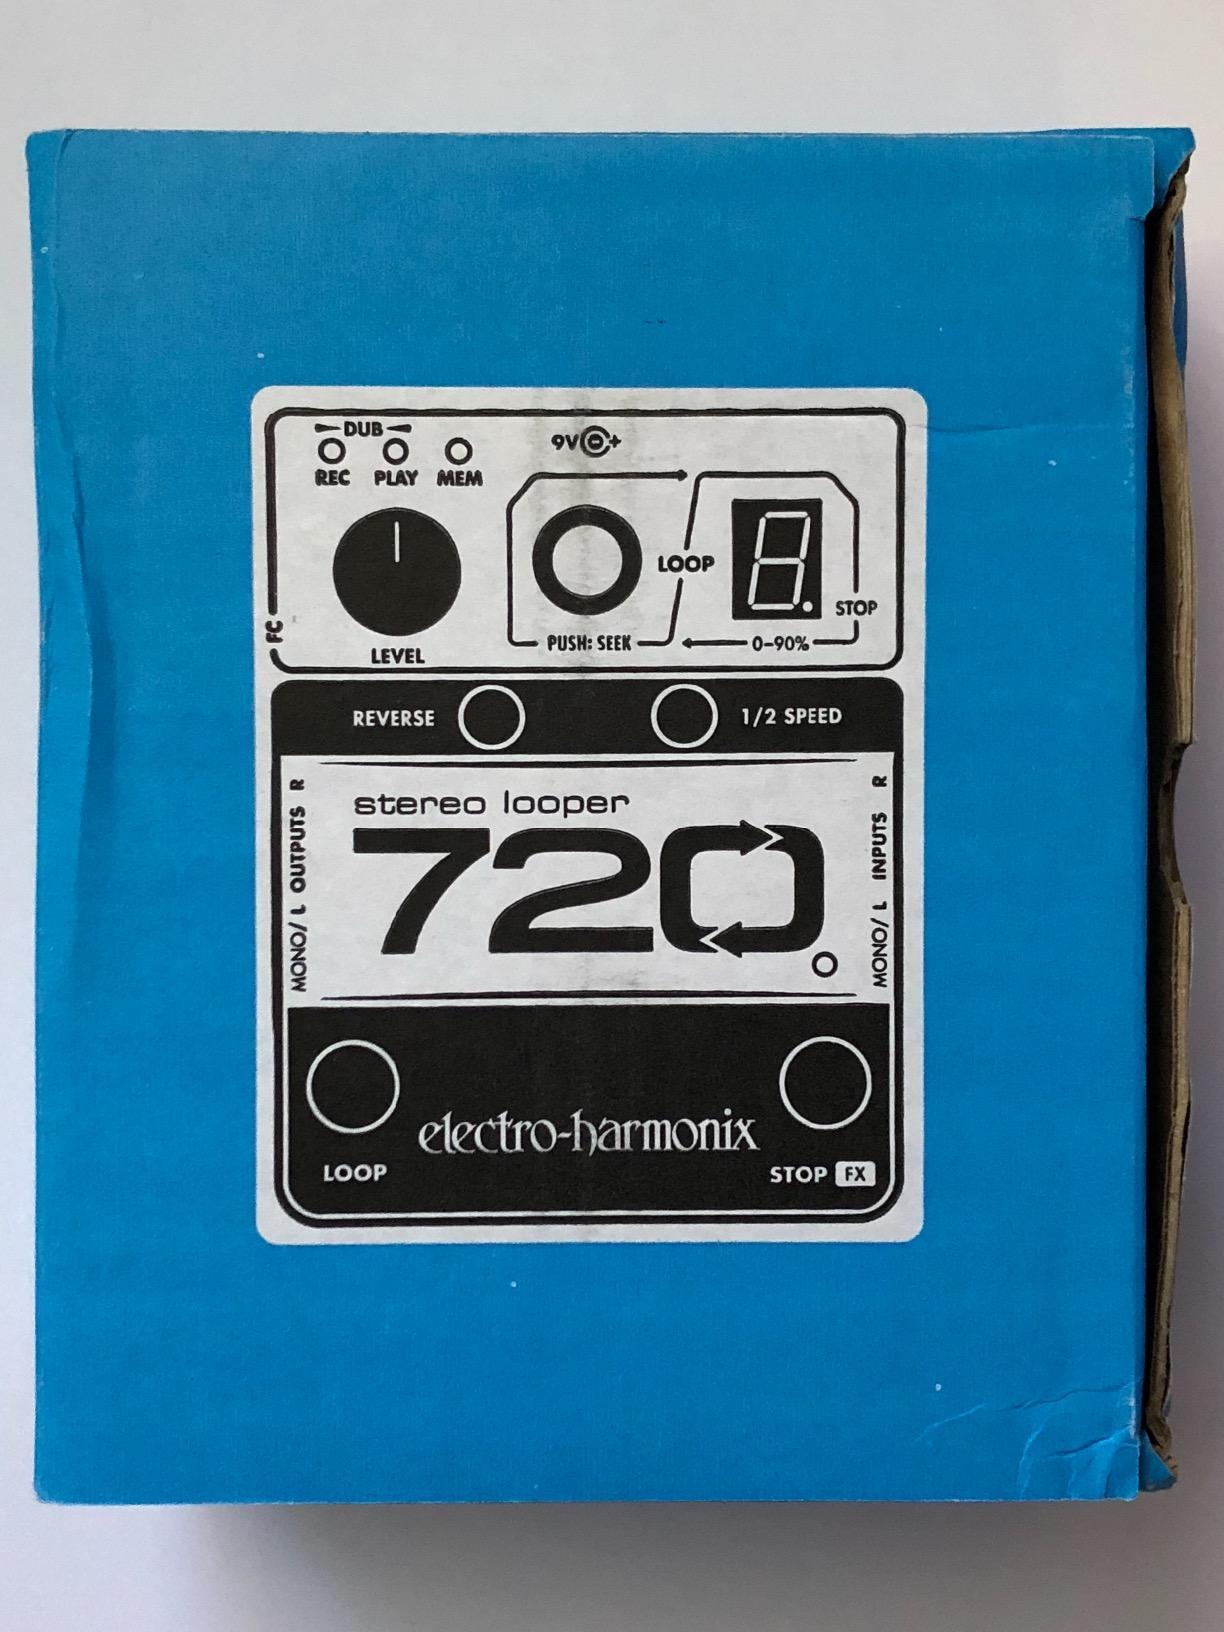 DUB
REC PLAY MEM
9V
LOOP
STOP
FC
LEVEL
PUSH: SEEK
0-90%
REVERSE
1/2 SPEED
stereo looper
720
MONO/ L OUTPUTS R
MONO/ L INPUTS R
electro-harmonix
LOOP
STOP FX